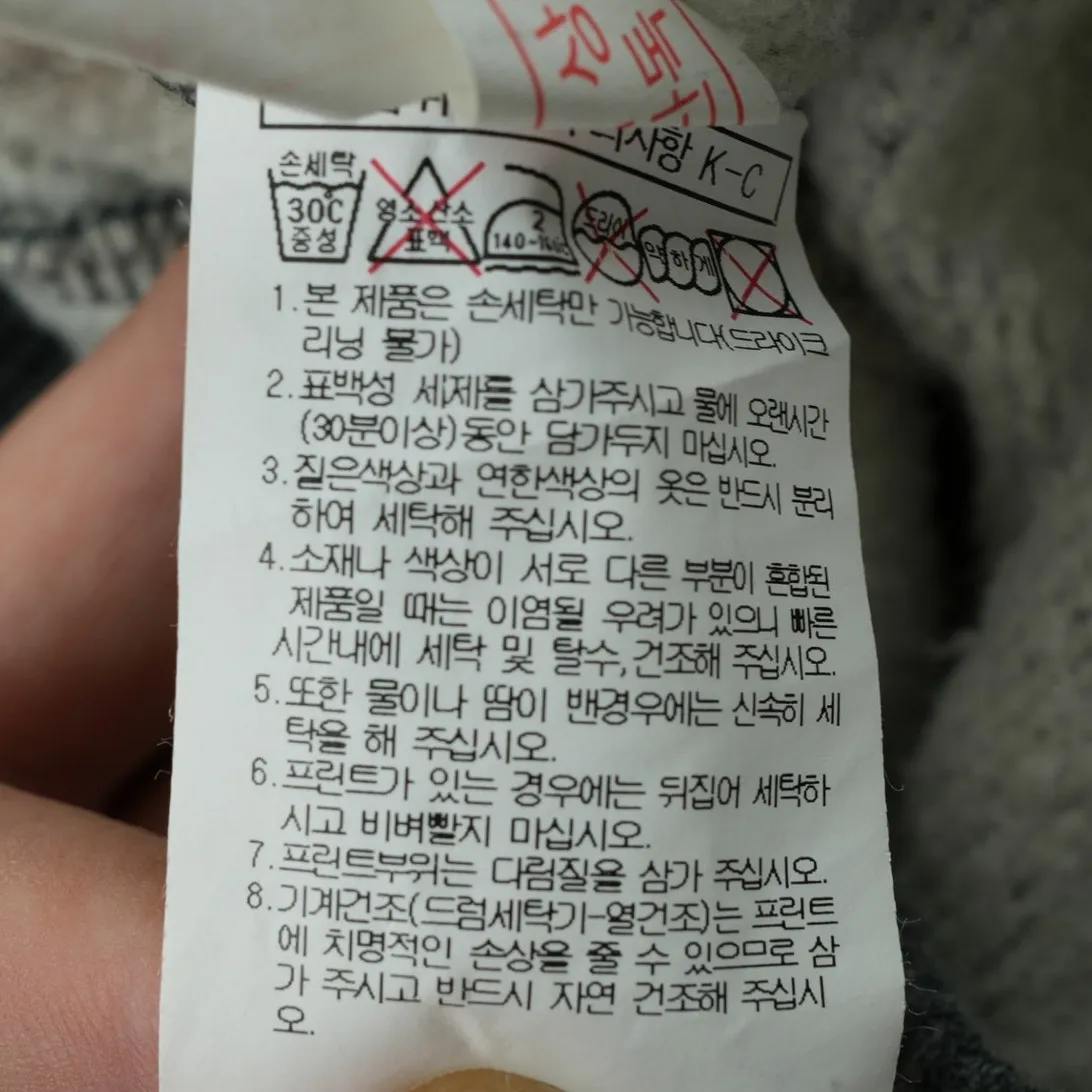 상
의사항 K-C
손세탁
30C
중성
염소산소
표백
2
드라이
약하게
1.본 제품은 손세탁만 가능합니다(드라이크
리닝 불가)
2.표백성 세제를 삼가주시고 물에 오랜시간
(30분이상)동안 담가두지 마십시오.
3.짙은색상과 연한색상의 옷은 반드시 분리
하여 세탁해 주십시오.
4.소재나 색상이 서로 다른 부분이 혼합된
제품일 때는 이염될 우려가 있으니 빠른
시간내에 세탁 및 탈수,건조해 주십시오.
5.또한 물이나 땀이 밴경우에는 신속히 세
탁을 해 주십시오.
6.프린트가 있는 경우에는 뒤집어 세탁하
시고 비벼빨지 마십시오.
7.프린트부위는 다림질을 삼가 주십시오.
8.기계건조(드럼세탁기-열건조)는 프린트
에 치명적인 손상을 줄 수 있으므로 삼
가 주시고 반드시 자연 건조해 주십시
오.